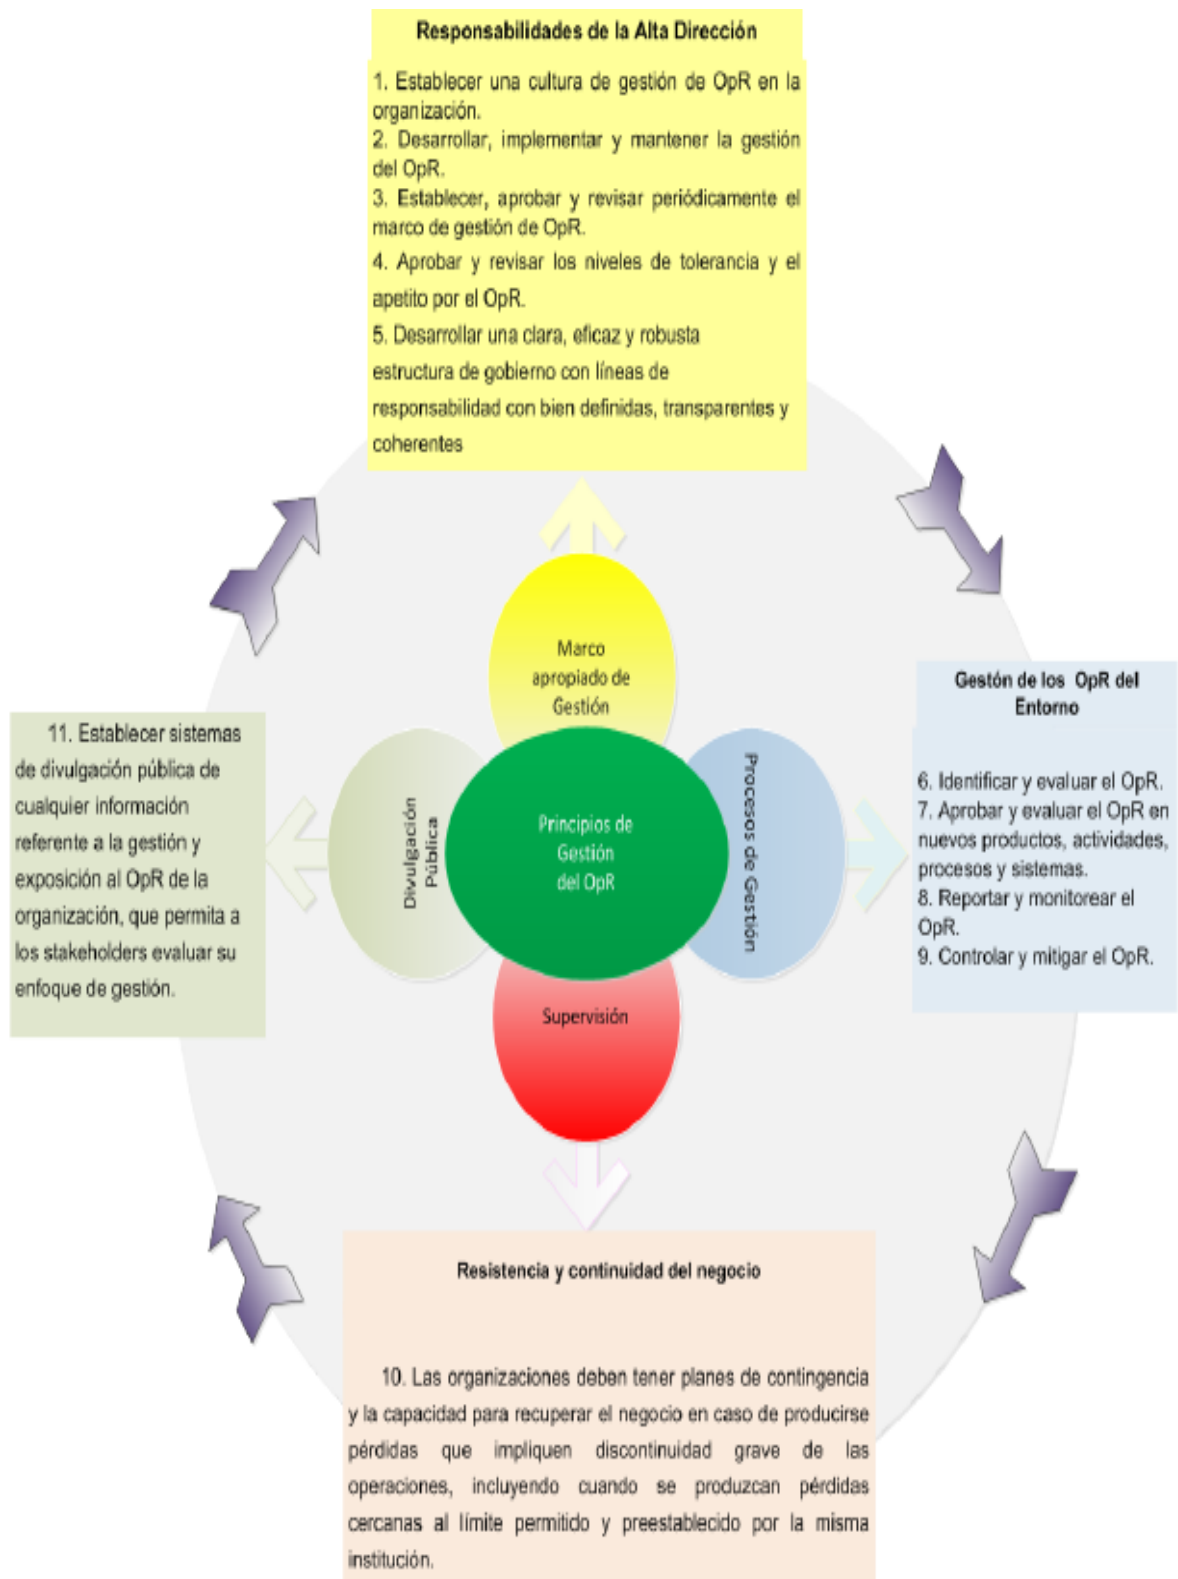 Responsabilidades de la Alta Dirección
1. Establecer una cultura de gestión de OpR en la
organización.
2. Desarrollar, implementar y mantener la gestión
del OpR.
3. Establecer, aprobar y revisar periódicamente el
marco de gestión de OpR.
4. Aprobar y revisar los niveles de tolerancia y el
apetito por el OpR.
5. Desarrollar una clara, eficaz y robusta
estructura de gobierno con líneas de
responsabilidad con bien definidas, transparentes y
coherentes
Marco
apropiado de
Gestión
Gestón de los OpR del
Entorno
6. Identificar y evaluar el OpR.
7. Aprobar y evaluar el OpR en
nuevos productos, actividades,
procesos y sistemas.
8. Reportar y monitorear el
OpR.
9. Controlar y mitigar el OpR.
11. Establecer sistemas
de divulgación pública de
cualquier información
referente a la gestión y
exposición al OpR de la
organización, que permita a
los stakeholders evaluar su
enfoque de gestión.
Divulgación
Pública
Principios de
Gestión
del OpR
Procesos de Gestión
Supervisión
Resistencia y continuidad del negocio
10. Las organizaciones deben tener planes de contingencia
y la capacidad para recuperar el negocio en caso de producirse
pérdidas que impliquen discontinuidad grave de las
operaciones, incluyendo cuando se produzcan pérdidas
cercanas al límite permitido y preestablecido por la misma
institución.